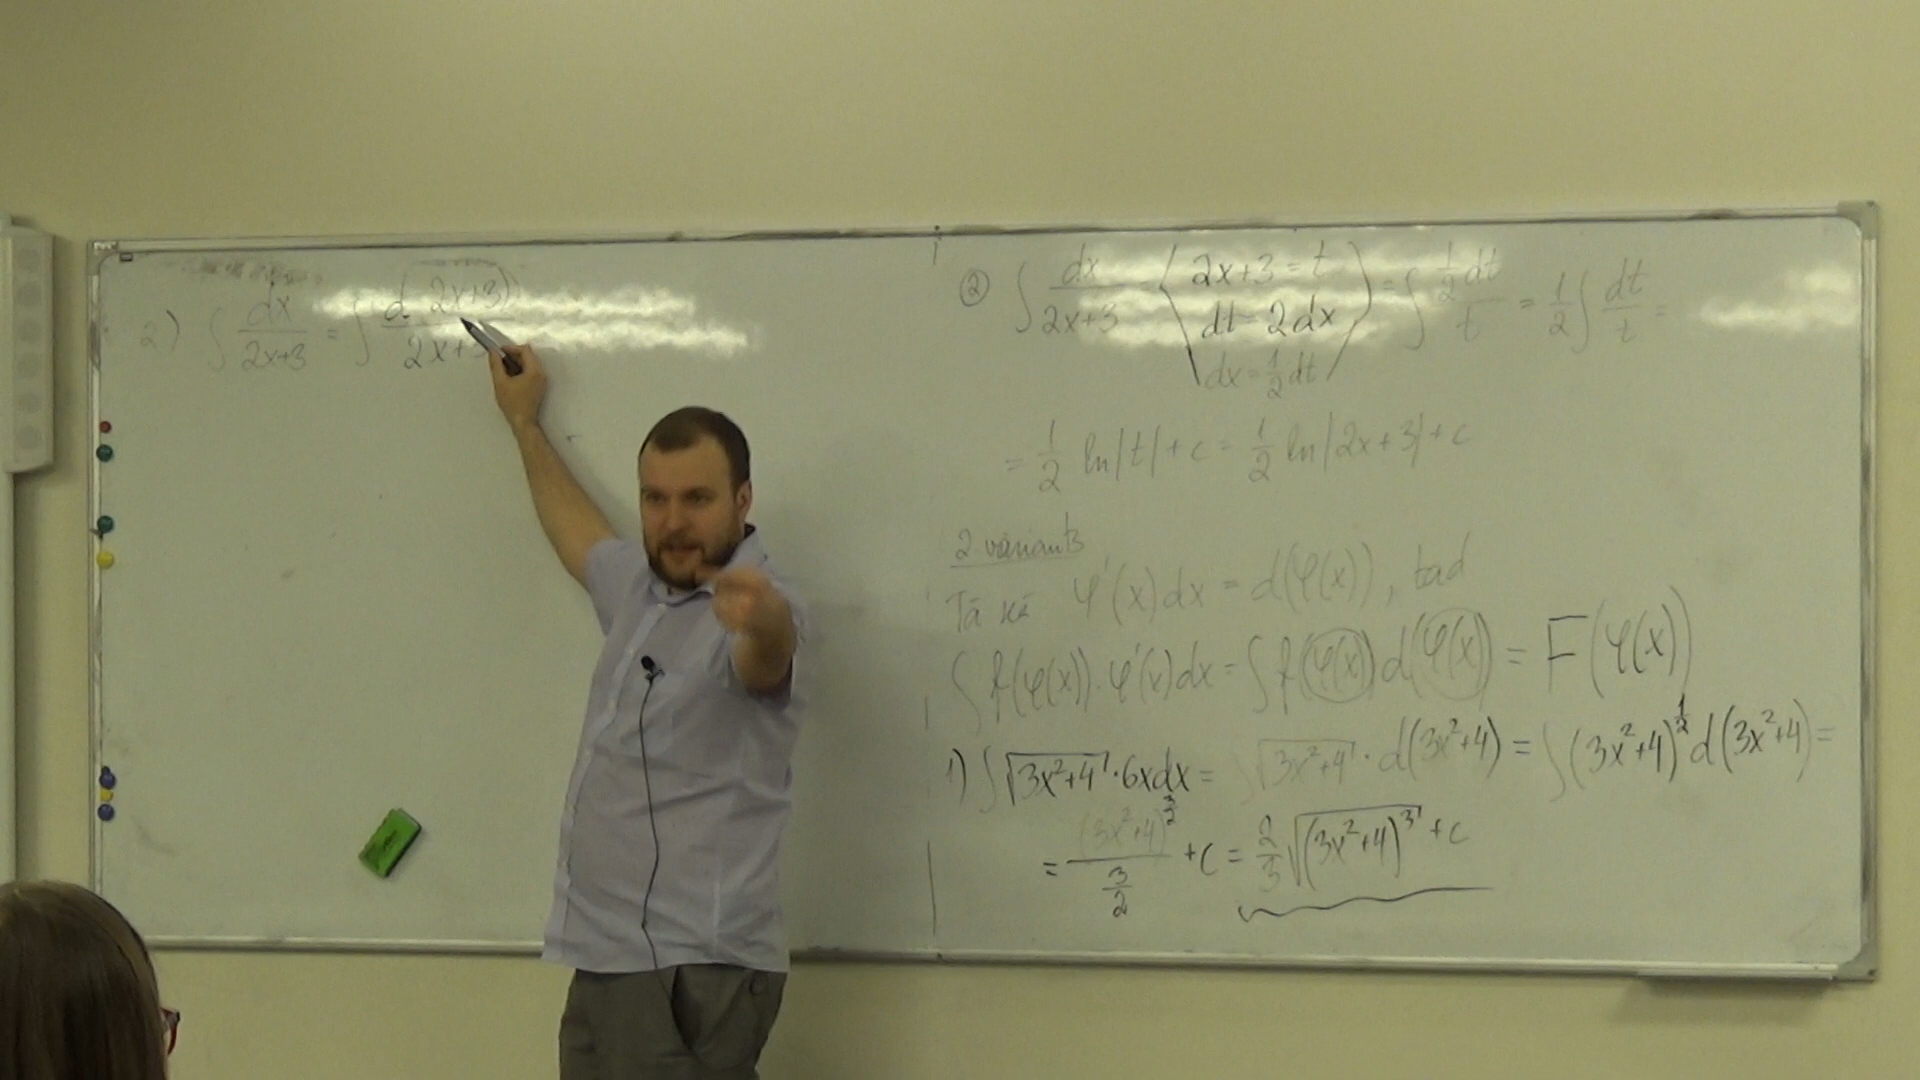 2) ∫ dx/(2x+3) = ∫ d(2x+3)/(2x+3
② ∫ dx/(2x+3) = ⟨2x+3 = t
dt = 2dx
dx = 1/2 dt⟩ = ∫ (1/2 dt)/t = 1/2 ∫ dt/t =
= 1/2 ln|t| + c = 1/2 ln|2x+3| + c
2. variants
Tā kā φ'(x)dx = d(φ(x)), tad
∫ f(φ(x))·φ'(x)dx = ∫ f(φ(x)) d(φ(x)) = F(φ(x))
1) ∫ √(3x²+4) · 6xdx = ∫ √(3x²+4) · d(3x²+4) = ∫ (3x²+4)^(1/2) d(3x²+4) =
= (3x²+4)^(3/2)/(3/2) + c = 2/3 √((3x²+4)³) + c